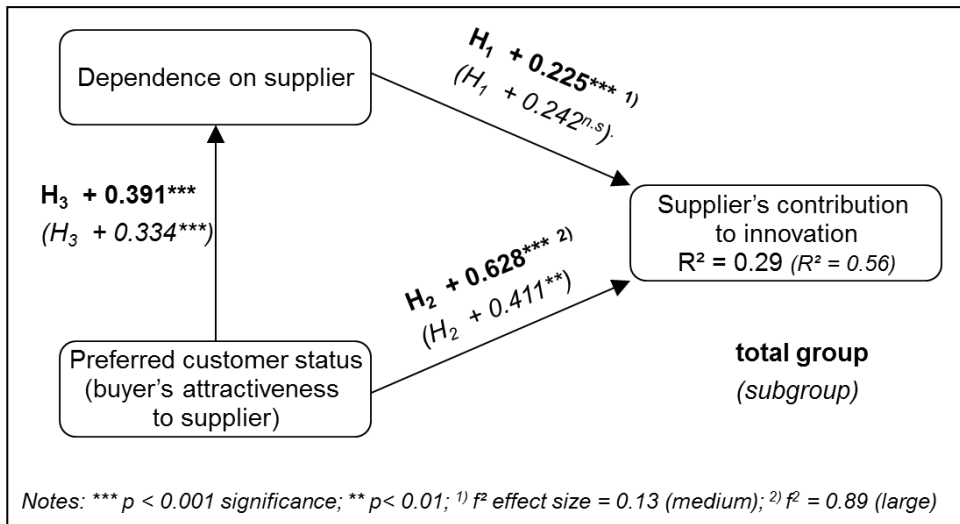 Dependence on supplier
H₁ + 0.225*** ¹⁾
(H₁ + 0.242ⁿ·ˢ).
H₃ + 0.391***
(H₃ + 0.334***)
Supplier’s contribution
to innovation
R² = 0.29 (R² = 0.56)
H₂ + 0.628*** ²⁾
(H₂ + 0.411**)
Preferred customer status
(buyer’s attractiveness
to supplier)
total group
(subgroup)
Notes: *** p < 0.001 significance; ** p< 0.01; ¹⁾ f² effect size = 0.13 (medium); ²⁾ f² = 0.89 (large)